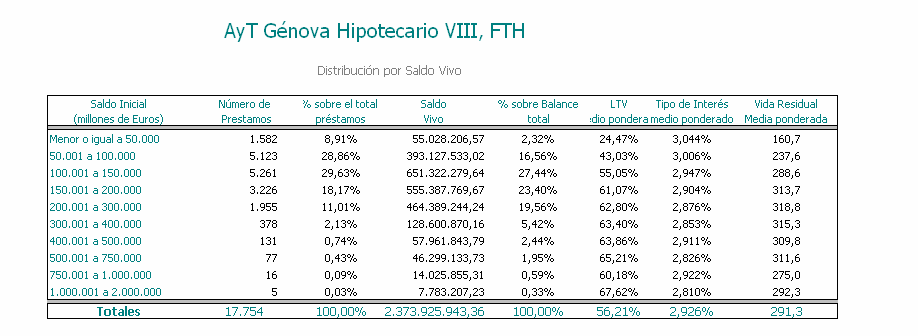 AyT Génova Hipotecario VIII, FTH
Distribución por Saldo Vivo
Saldo Inicial Número de % sobre el total Saldo % sobre Balance LTV Tipo de Interés Vida Residual
(millones de Euros) Prestamos préstamos Vivo total edio pondera medio ponderado Media ponderada
Menor o igual a 50.000 1.582 8,91% 55.028.206,57 2,32% 24,47% 3,044% 160,7
50.001 a 100.000 5.123 28,86% 393.127.533,02 16,56% 43,03% 3,006% 237,6
100.001 a 150.000 5.261 29,63% 651.322.279,64 27,44% 55,05% 2,947% 288,6
150.001 a 200.000 3.226 18,17% 555.387.769,67 23,40% 61,07% 2,904% 313,7
200.001 a 300.000 1.955 11,01% 464.389.244,24 19,56% 62,80% 2,876% 318,8
300.001 a 400.000 378 2,13% 128.600.870,16 5,42% 63,40% 2,853% 315,3
400.001 a 500.000 131 0,74% 57.961.843,79 2,44% 63,86% 2,911% 309,8
500.001 a 750.000 77 0,43% 46.299.133,73 1,95% 65,21% 2,826% 311,6
750.001 a 1.000.000 16 0,09% 14.025.855,31 0,59% 60,18% 2,922% 275,0
1.000.001 a 2.000.000 5 0,03% 7.783.207,23 0,33% 67,62% 2,810% 292,3
Totales 17.754 100,00% 2.373.925.943,36 100,00% 56,21% 2,926% 291,3